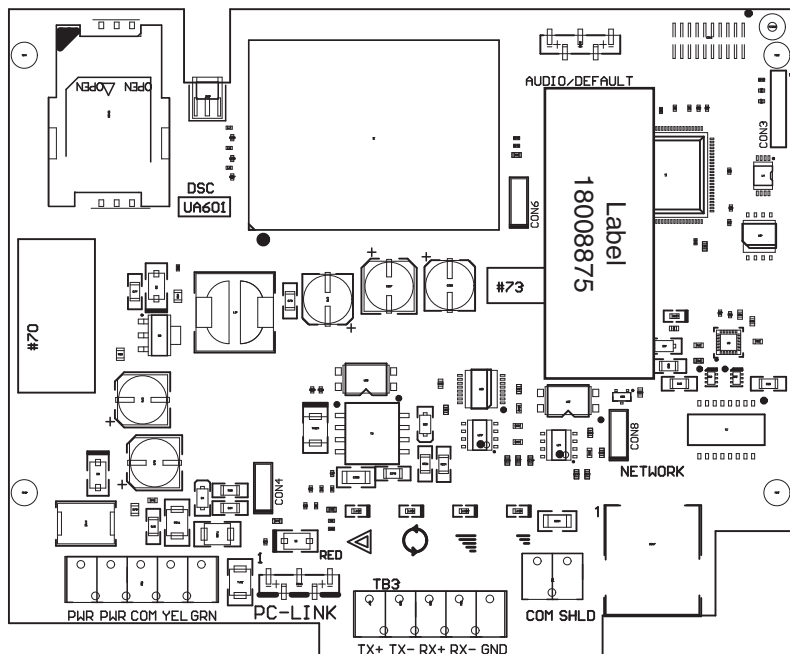 OPEN OPEN
AUDIO/DEFAULT
CON3
DSC
UA601
CON6
Label
18008875
#73
#70
CON8
NETWORK
CON4
1
1
RED
PC-LINK
TB3
PWR PWR COM YEL GRN
COM SHLD
TX+ TX- RX+ RX- GND